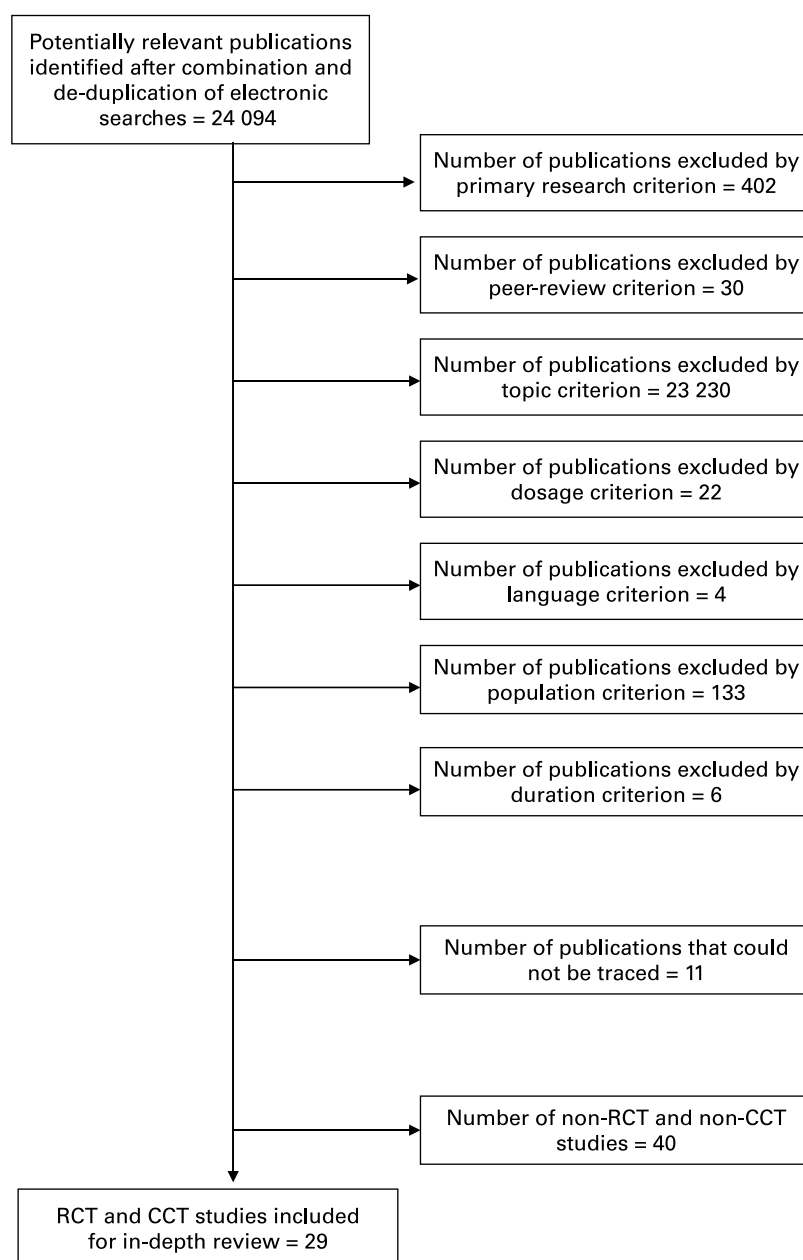 Potentially relevant publications
identified after combination and
de-duplication of electronic
searches = 24 094
Number of publications excluded by
primary research criterion = 402
Number of publications excluded by
peer-review criterion = 30
Number of publications excluded by
topic criterion = 23 230
Number of publications excluded by
dosage criterion = 22
Number of publications excluded by
language criterion = 4
Number of publications excluded by
population criterion = 133
Number of publications excluded by
duration criterion = 6
Number of publications that could
not be traced = 11
Number of non-RCT and non-CCT
studies = 40
RCT and CCT studies included
for in-depth review = 29